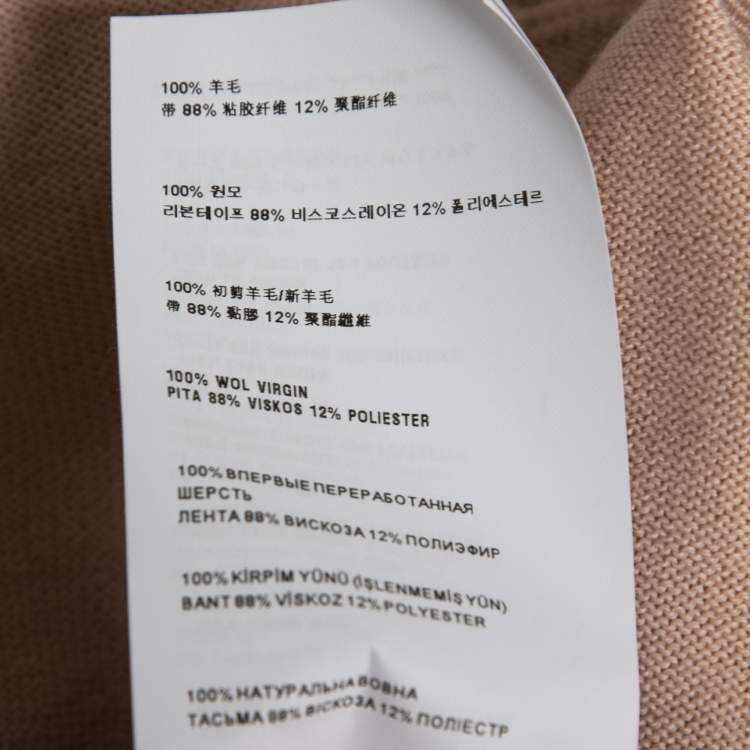 100% 羊毛
带 88% 粘胶纤维 12% 聚酯纤维
100% 원모
리본테이프 88% 비스코스레이온 12% 폴리에스테르
100% 初剪羊毛/新羊毛
帶 88% 黏膠 12% 聚酯纖維
100% WOL VIRGIN
PITA 88% VISKOS 12% POLIESTER
100% ВПЕРВЫЕ ПЕРЕРАБОТАННАЯ
ШЕРСТЬ
ЛЕНТА 88% ВИСКОЗА 12% ПОЛИЭФИР
100% KİRPİM YÜNÜ (İŞLENMEMİŞ YÜN)
BANT 88% VİSKOZ 12% POLYESTER
100% НАТУРАЛЬНА ВОВНА
ТАСЬМА 88% ВІСКОЗА 12% ПОЛІЕСТР